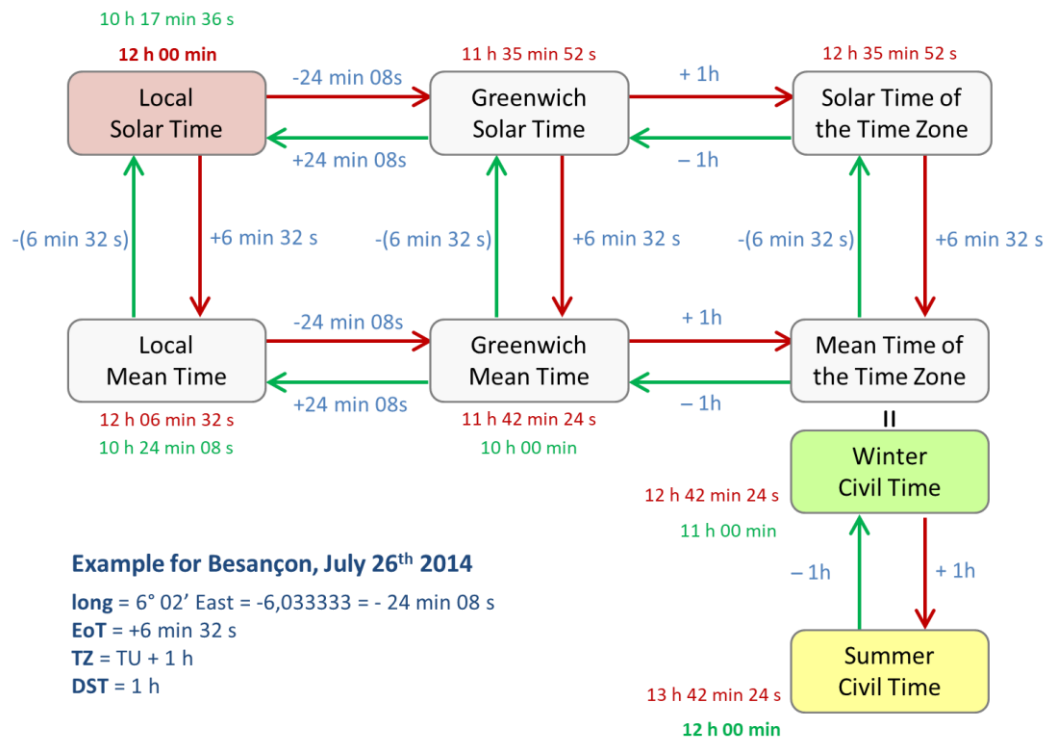 10 h 17 min 36 s
12 h 00 min
11 h 35 min 52 s
12 h 35 min 52 s
Local
Solar Time
-24 min 08s
+24 min 08s
Greenwich
Solar Time
+ 1h
– 1h
Solar Time of
the Time Zone
-(6 min 32 s)
+6 min 32 s
-(6 min 32 s)
+6 min 32 s
-(6 min 32 s)
+6 min 32 s
Local
Mean Time
-24 min 08s
+24 min 08s
Greenwich
Mean Time
+ 1h
– 1h
Mean Time of
the Time Zone
12 h 06 min 32 s
10 h 24 min 08 s
11 h 42 min 24 s
10 h 00 min
=
Winter
Civil Time
12 h 42 min 24 s
11 h 00 min
– 1h
+ 1h
Summer
Civil Time
13 h 42 min 24 s
12 h 00 min
Example for Besançon, July 26th 2014
long = 6° 02’ East = -6,033333 = - 24 min 08 s
EoT = +6 min 32 s
TZ = TU + 1 h
DST = 1 h